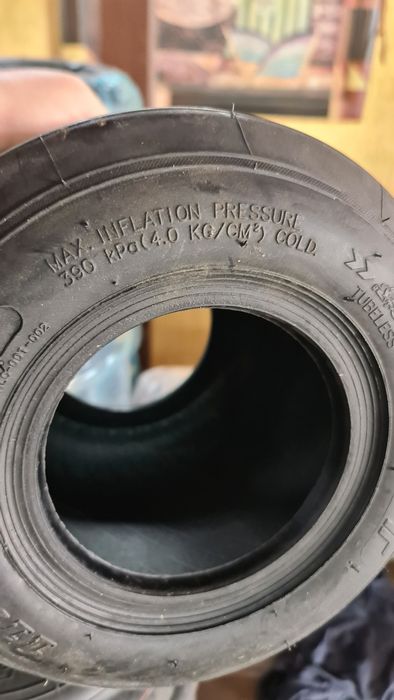 MAX. INFLATION PRESSURE
390 KPa(4.0 KG/CM²) COLD.
TUBELESS